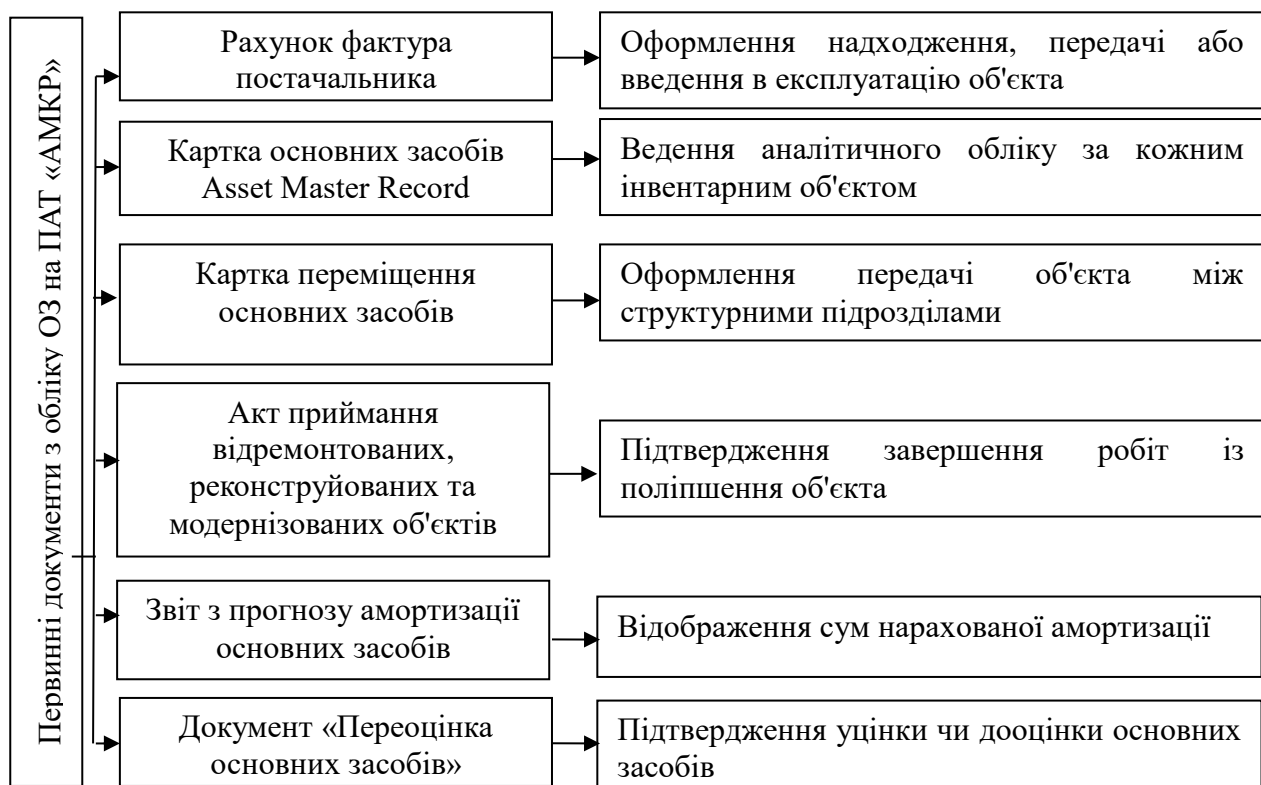 Первинні документи з обліку ОЗ на ПАТ «АМКР»
Рахунок фактура
постачальника
Оформлення надходження, передачі або
введення в експлуатацію об'єкта
Картка основних засобів
Asset Master Record
Ведення аналітичного обліку за кожним
інвентарним об'єктом
Картка переміщення
основних засобів
Оформлення передачі об'єкта між
структурними підрозділами
Акт приймання
відремонтованих,
реконструйованих та
модернізованих об'єктів
Підтвердження завершення робіт із
поліпшення об'єкта
Звіт з прогнозу амортизації
основних засобів
Відображення сум нарахованої амортизації
Документ «Переоцінка
основних засобів»
Підтвердження уцінки чи дооцінки основних
засобів